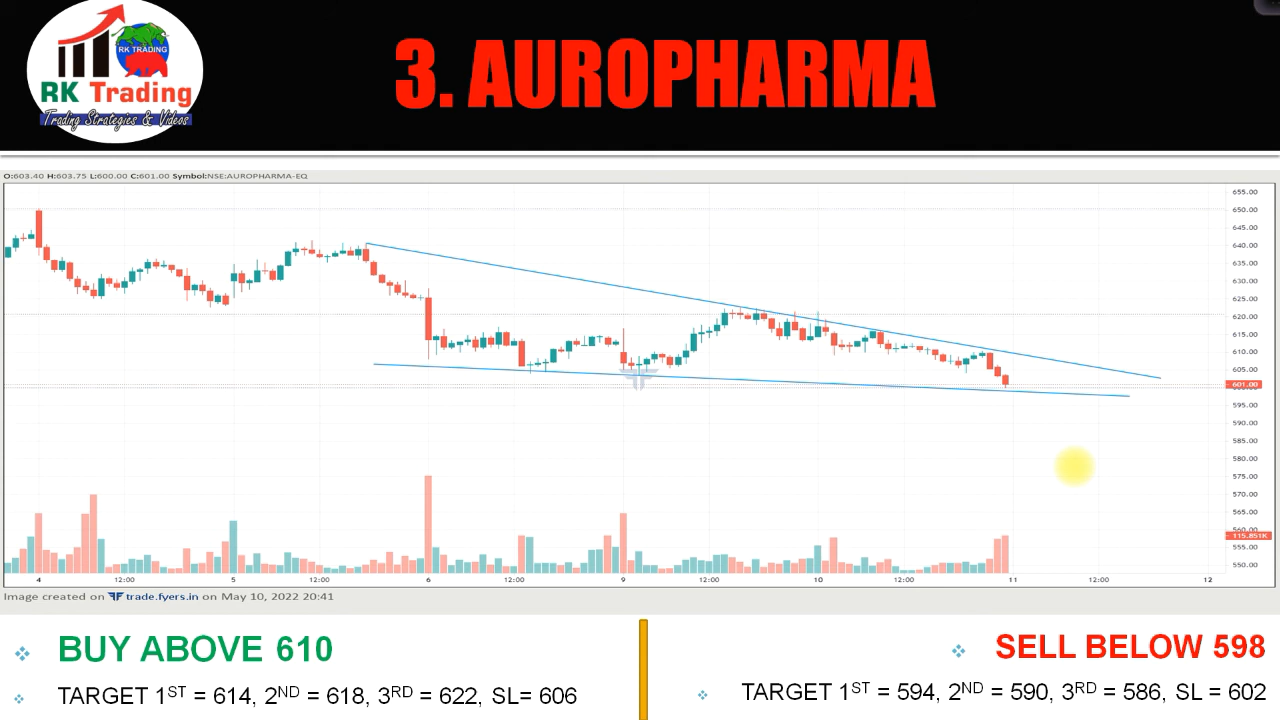 RK TRADING
RK Trading
Trading Strategies & Videos
3. AUROPHARMA
O:603.40 H:603.75 L:600.00 C:601.00 Symbol:NSE:AUROPHARMA-EQ
655.00
650.00
645.00
640.00
635.00
630.00
625.00
620.00
615.00
610.00
605.00
601.00
595.00
590.00
585.00
580.00
575.00
570.00
565.00
560.00
115.851K
555.00
550.00
4 12:00 5 12:00 6 12:00 9 12:00 10 12:00 11 12:00 12
Image created on trade.fyers.in on May 10, 2022 20:41
BUY ABOVE 610
TARGET 1ST = 614, 2ND = 618, 3RD = 622, SL= 606
SELL BELOW 598
TARGET 1ST = 594, 2ND = 590, 3RD = 586, SL = 602